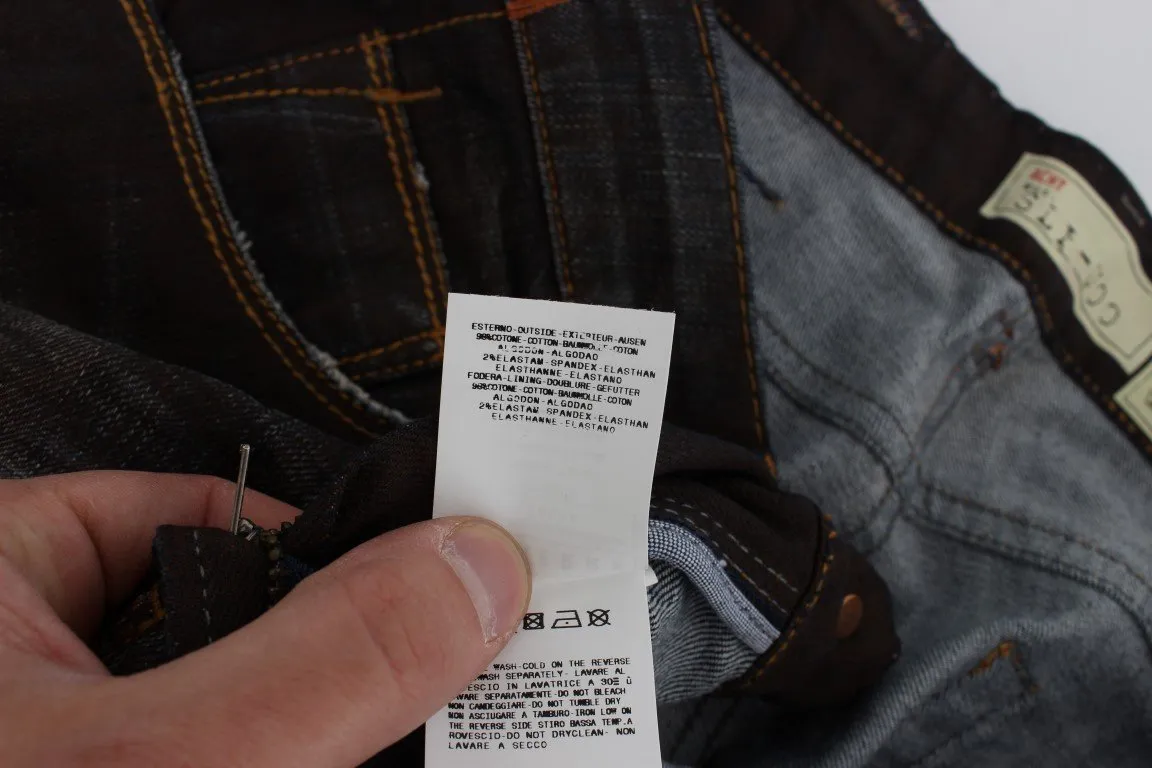 ESTERNO-OUTSIDE-EXTERIEUR-AUSEN
98%COTONE-COTTON-BAUMWOLLE-COTON
ALGODON-ALGODAO
2%ELASTAM-SPANDEX-ELASTHAN
ELASTHANNE-ELASTANO
FODERA-LINING-DOUBLURE-GEFUTTER
98%COTONE-COTTON-BAUMWOLLE-COTON
ALGODON-ALGODAO
2%ELASTAM-SPANDEX-ELASTHAN
ELASTHANNE-ELASTANO
WASH-COLD ON THE REVERSE
WASH SEPARATELY- LAVARE AL
ROVESCIO IN LAVATRICE A 30
LAVARE SEPARATAMENTE-DO NOT BLEACH
NON CANDEGGIARE-DO NOT TUMBLE DRY
NON ASCIUGARE A TAMBURO-IRON LOW ON
THE REVERSE SIDE STIRO BASSA TEMP.A
ROVESCIO-DO NOT DRYCLEAN- NON
LAVARE A SECCO